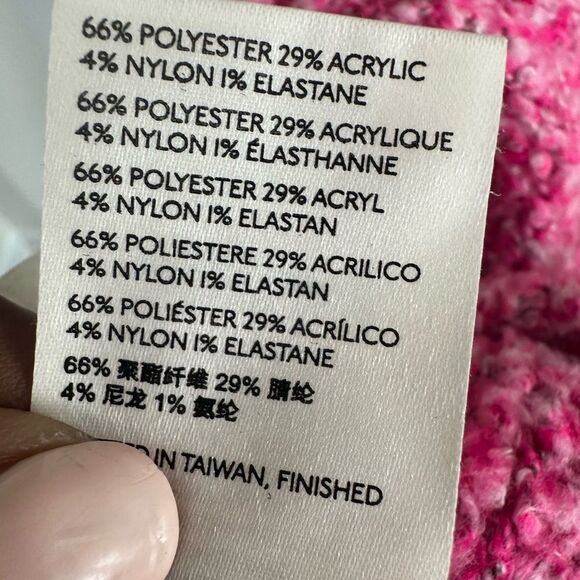 66% POLYESTER 29% ACRYLIC
4% NYLON 1% ELASTANE
66% POLYESTER 29% ACRYLIQUE
4% NYLON 1% ÉLASTHANNE
66% POLYESTER 29% ACRYL
4% NYLON 1% ELASTAN
66% POLIESTERE 29% ACRILICO
4% NYLON 1% ELASTAN
66% POLIÉSTER 29% ACRÍLICO
4% NYLON 1% ELASTANE
66% 聚酯纤维 29% 腈纶
4% 尼龙 1% 氨纶
IN TAIWAN, FINISHED